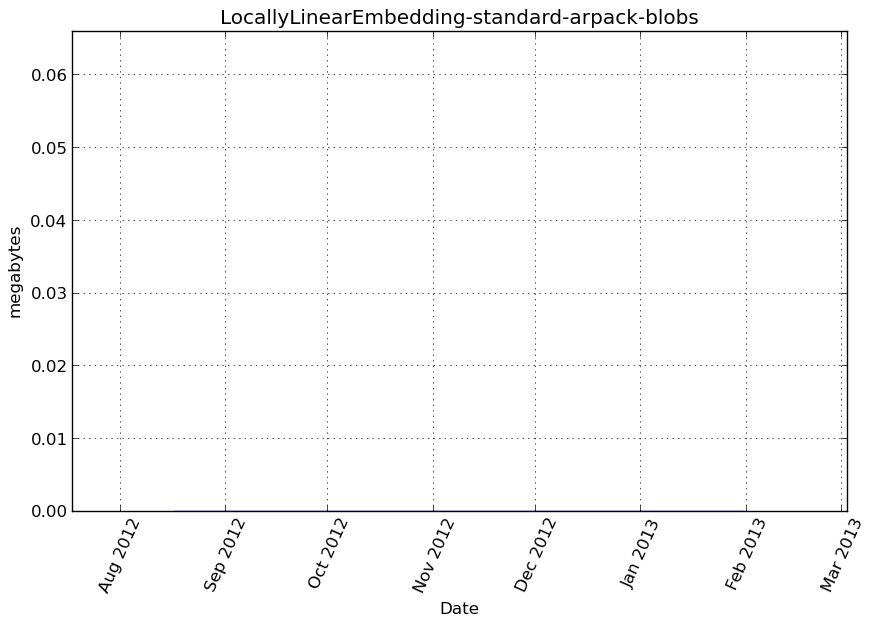 LocallyLinearEmbedding-standard-arpack-blobs
0.06
0.05
0.04
0.03
0.02
0.01
0.00
megabytes
Aug 2012
Sep 2012
Oct 2012
Nov 2012
Dec 2012
Jan 2013
Feb 2013
Mar 2013
Date